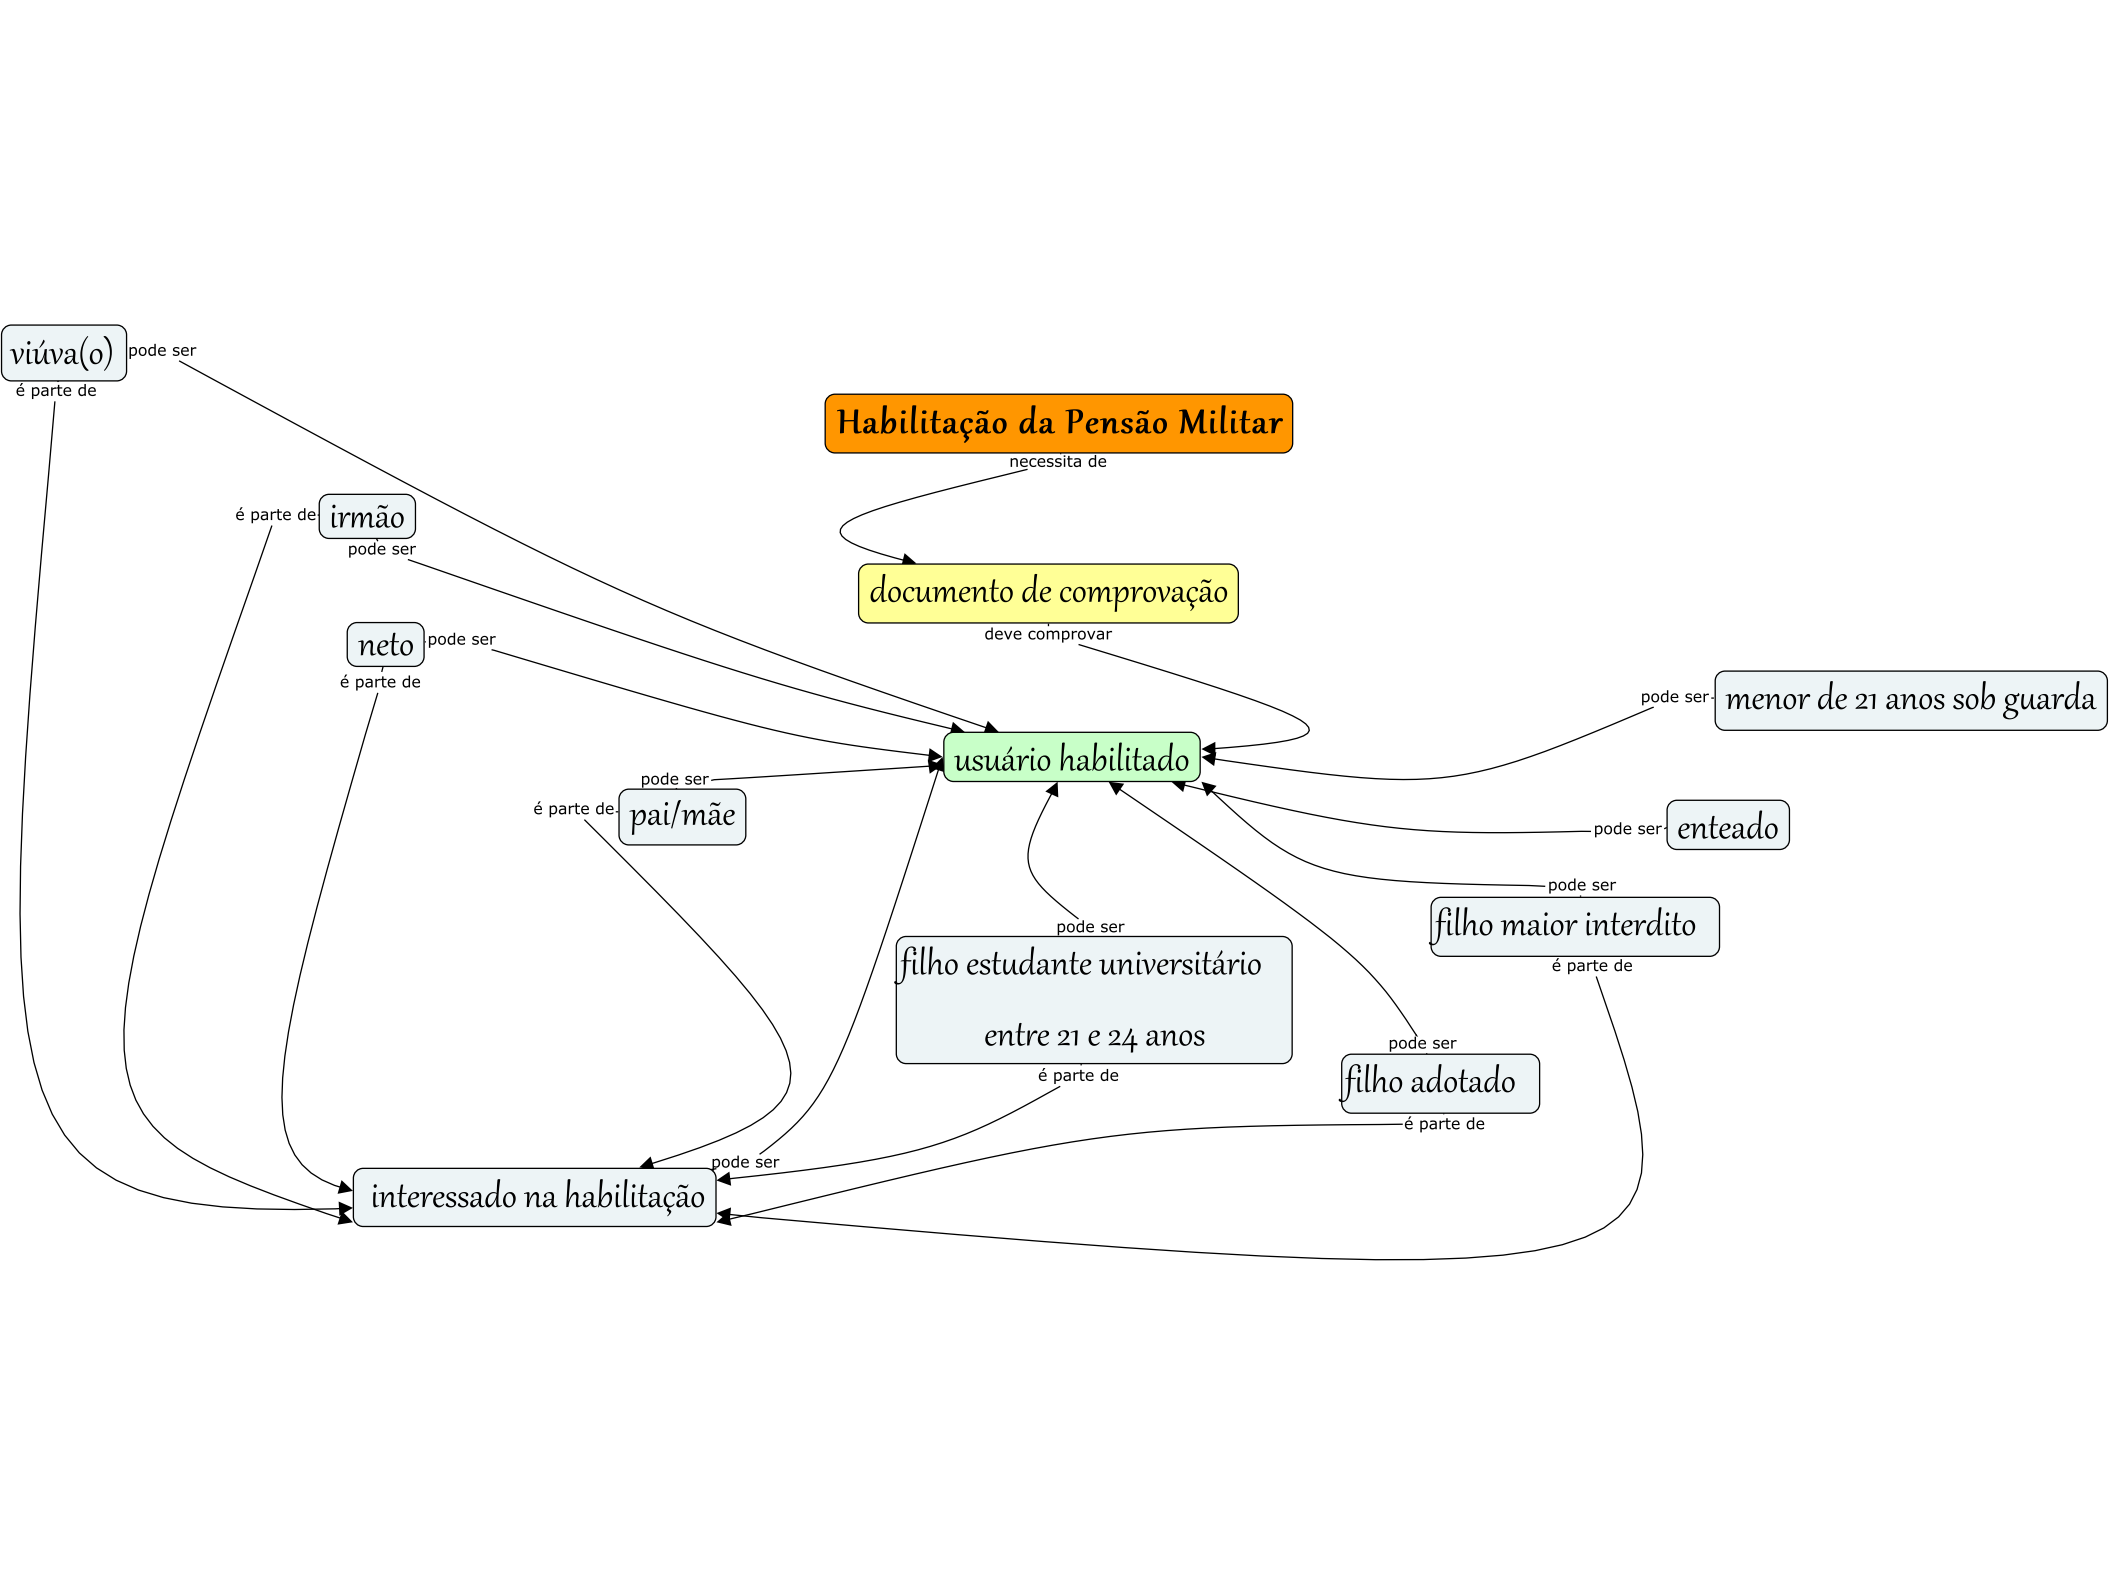 viúva(o)
pode ser
é parte de
Habilitação da Pensão Militar
necessita de
é parte de
irmão
pode ser
documento de comprovação
deve comprovar
neto
pode ser
é parte de
pode ser
menor de 21 anos sob guarda
usuário habilitado
pode ser
é parte de
pai/mãe
pode ser
enteado
pode ser
filho maior interdito
é parte de
pode ser
filho estudante universitário
entre 21 e 24 anos
é parte de
pode ser
filho adotado
é parte de
pode ser
interessado na habilitação